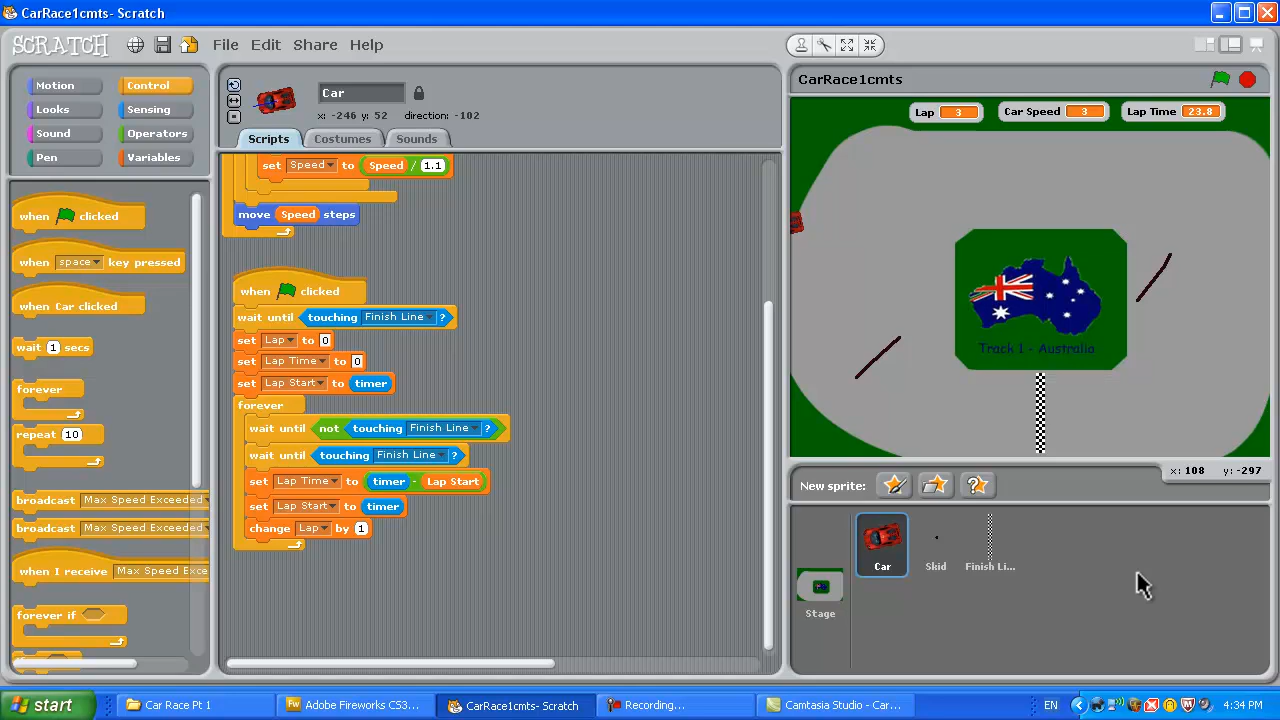 CarRace1cmts- Scratch
SCRATCH File Edit Share Help
Motion Control
Looks Sensing
Sound Operators
Pen Variables
when clicked
when space key pressed
when Car clicked
wait 1 secs
forever
repeat 10
broadcast Max Speed Exceeded
broadcast Max Speed Exceeded
when I receive Max Speed Exce
forever if
Car
x: -246 y: 52 direction: -102
Scripts Costumes Sounds
set Speed to Speed / 1.1
move Speed steps
when clicked
wait until touching Finish Line ?
set Lap to 0
set Lap Time to 0
set Lap Start to timer
forever
wait until not touching Finish Line ?
wait until touching Finish Line ?
set Lap Time to timer - Lap Start
set Lap Start to timer
change Lap by 1
CarRace1cmts
Lap 3 Car Speed 3 Lap Time 23.8
Track 1 - Australia
x: 108 y: -297
New sprite:
Car Skid Finish Li...
Stage
start Car Race Pt 1 Adobe Fireworks CS3... CarRace1cmts- Scratch Recording... Camtasia Studio - Car... EN 4:34 PM